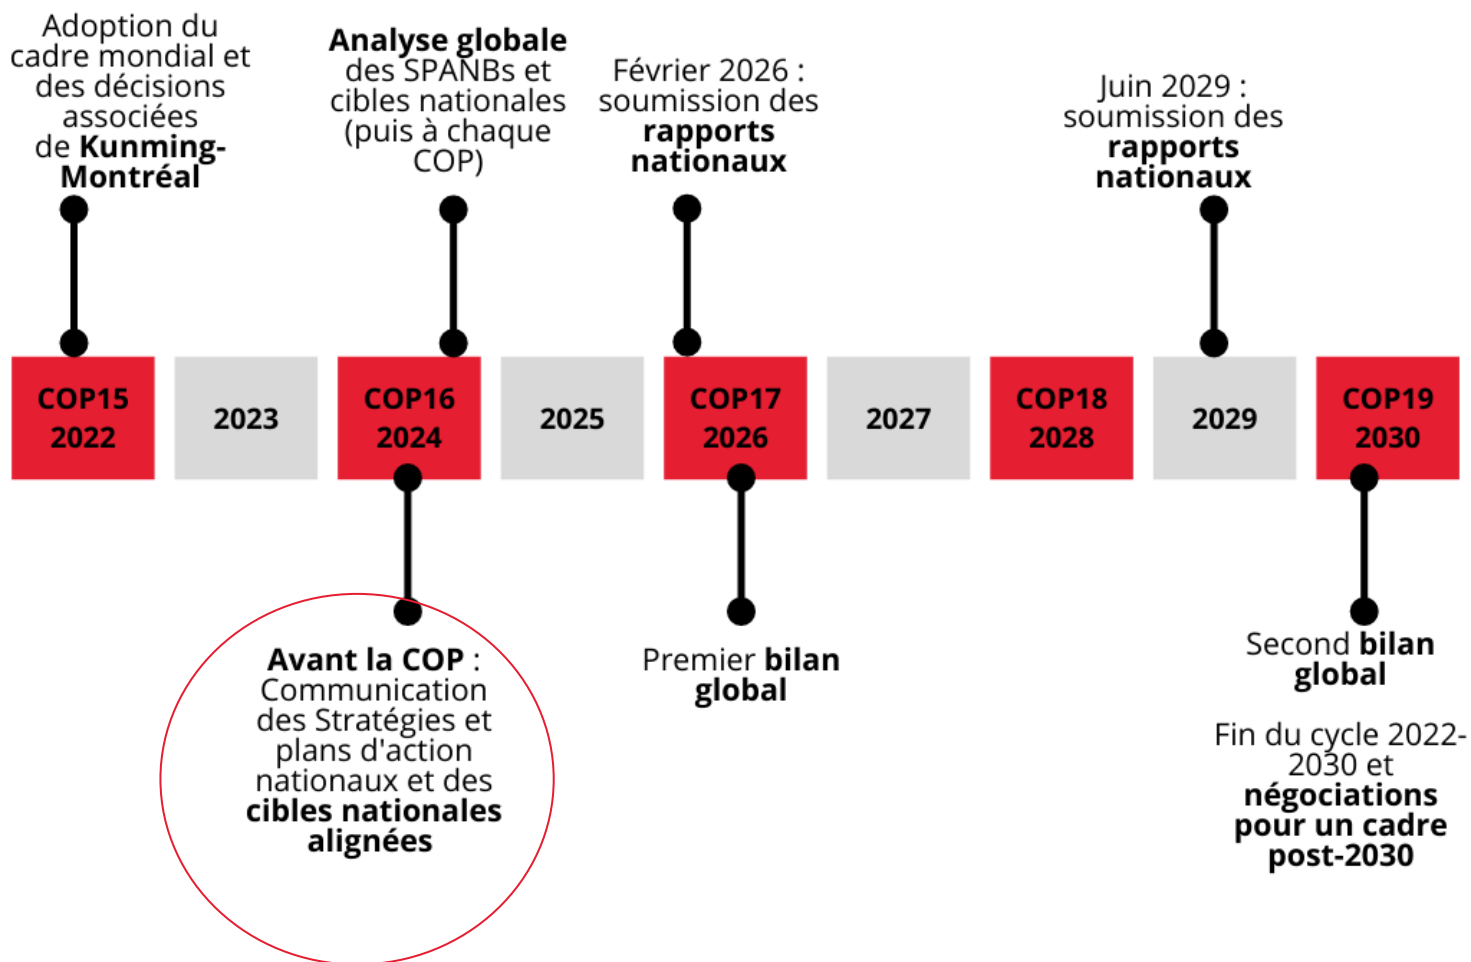 Adoption du
cadre mondial et
des décisions
associées
de Kunming-
Montréal
Analyse globale
des SPANBs et
cibles nationales
(puis à chaque
COP)
Février 2026 :
soumission des
rapports
nationaux
Juin 2029 :
soumission des
rapports
nationaux
COP15
2022
2023
COP16
2024
2025
COP17
2026
2027
COP18
2028
2029
COP19
2030
Avant la COP :
Communication
des Stratégies et
plans d'action
nationaux et des
cibles nationales
alignées
Premier bilan
global
Second bilan
global
Fin du cycle 2022-
2030 et
négociations
pour un cadre
post-2030